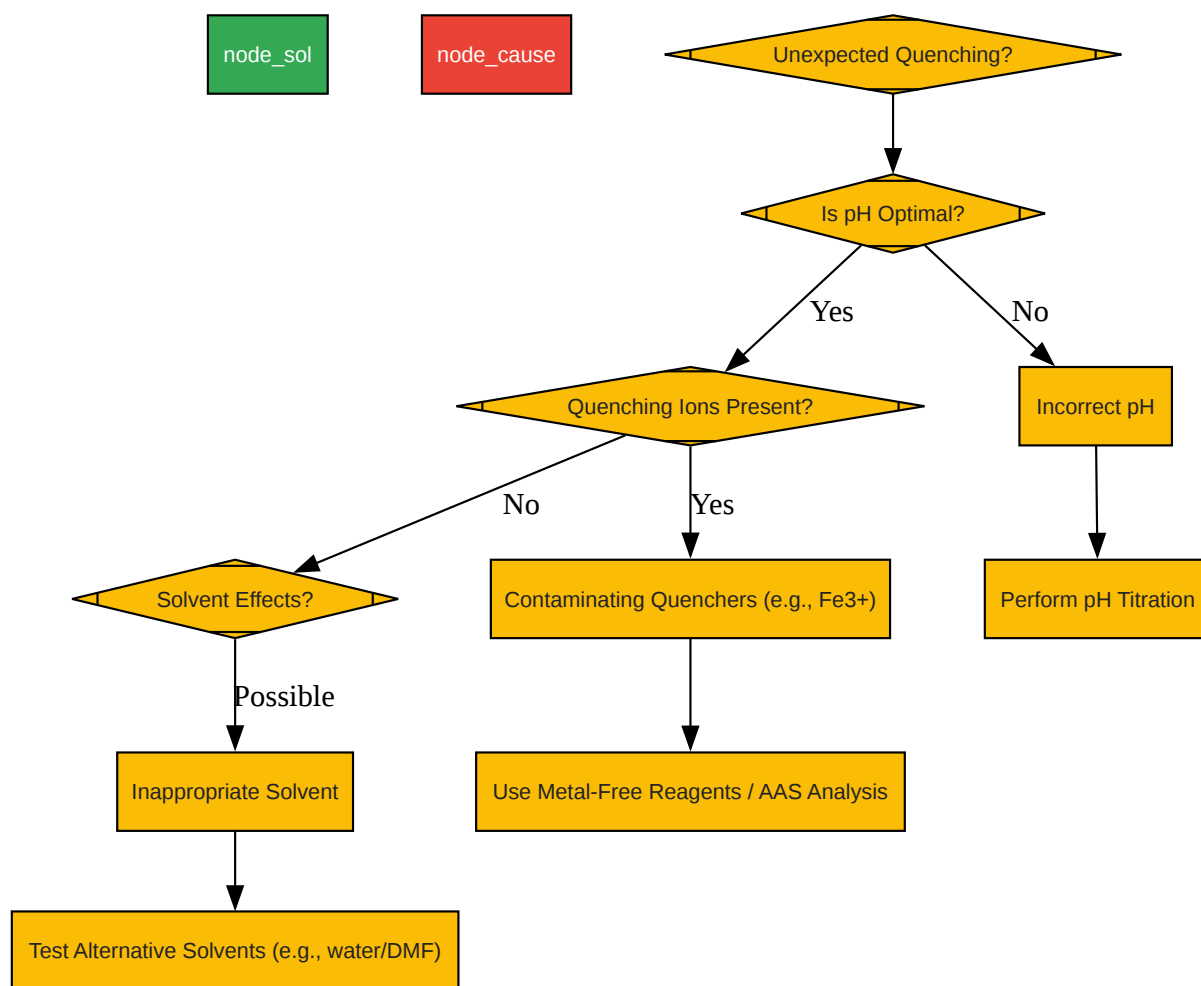 node_sol
node_cause
Unexpected Quenching?
Is pH Optimal?
Yes
No
Quenching Ions Present?
Incorrect pH
No
Yes
Solvent Effects?
Contaminating Quenchers (e.g., Fe3+)
Perform pH Titration
Possible
Inappropriate Solvent
Use Metal-Free Reagents / AAS Analysis
Test Alternative Solvents (e.g., water/DMF)